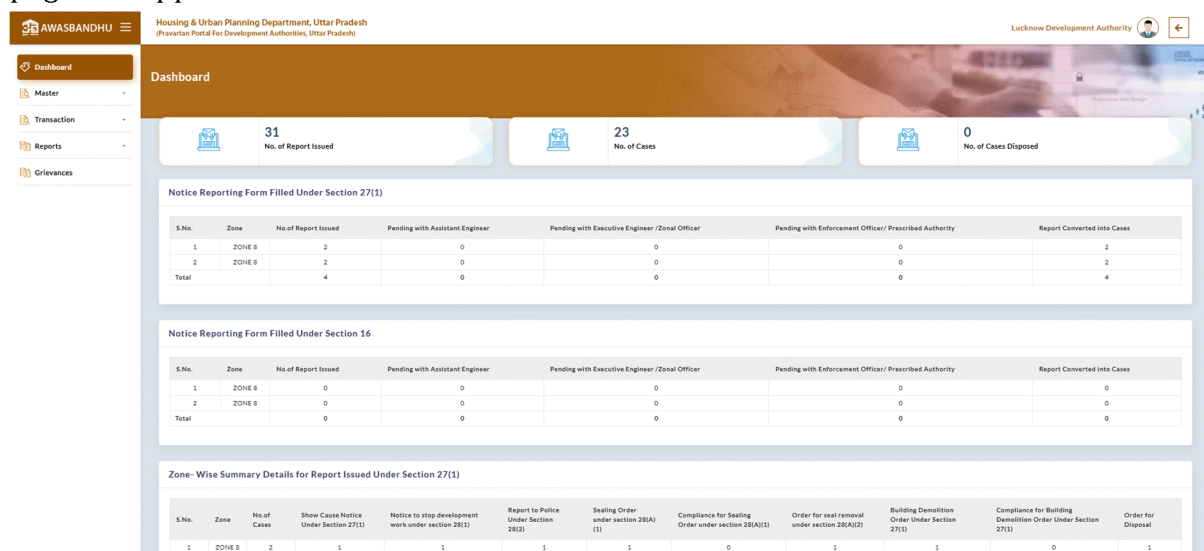 AWASBANDHU
Housing & Urban Planning Department, Uttar Pradesh
(Pravartan Portal For Development Authorities, Uttar Pradesh)
Lucknow Development Authority
Dashboard
Master
Transaction
Reports
Grievances
Dashboard
31
No. of Report Issued
23
No. of Cases
0
No. of Cases Disposed
Notice Reporting Form Filled Under Section 27(1)
S.No. Zone No.of Report Issued Pending with Assistant Engineer Pending with Executive Engineer /Zonal Officer Pending with Enforcement Officer/ Prescribed Authority Report Converted into Cases
1 ZONE 8 2 0 0 0 2
2 ZONE 8 2 0 0 0 2
Total 4 0 0 0 4
Notice Reporting Form Filled Under Section 16
S.No. Zone No.of Report Issued Pending with Assistant Engineer Pending with Executive Engineer /Zonal Officer Pending with Enforcement Officer/ Prescribed Authority Report Converted into Cases
1 ZONE 8 0 0 0 0 0
2 ZONE 8 0 0 0 0 0
Total 0 0 0 0 0
Zone- Wise Summary Details for Report Issued Under Section 27(1)
S.No. Zone No.of Cases Show Cause Notice Under Section 27(1) Notice to stop development work under section 28(1) Report to Police Under Section 28(2) Sealing Order under section 28(A)(1) Compliance for Sealing Order under section 28(A)(1) Order for seal removal under section 28(A)(2) Building Demolition Order Under Section 27(1) Compliance for Building Demolition Order Under Section 27(1) Order for Disposal
1 ZONE 8 2 1 1 1 1 0 1 1 0 1